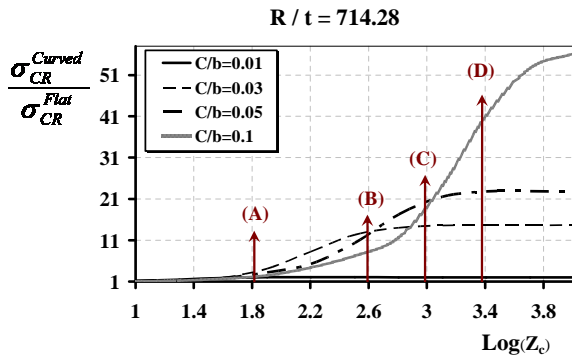 R / t = 714.28
σ_CR^Curved
σ_CR^Flat
C/b=0.01
C/b=0.03
C/b=0.05
C/b=0.1
51
41
31
21
11
1
(A)
(B)
(C)
(D)
1 1.4 1.8 2.2 2.6 3 3.4 3.8
Log(Z_c)